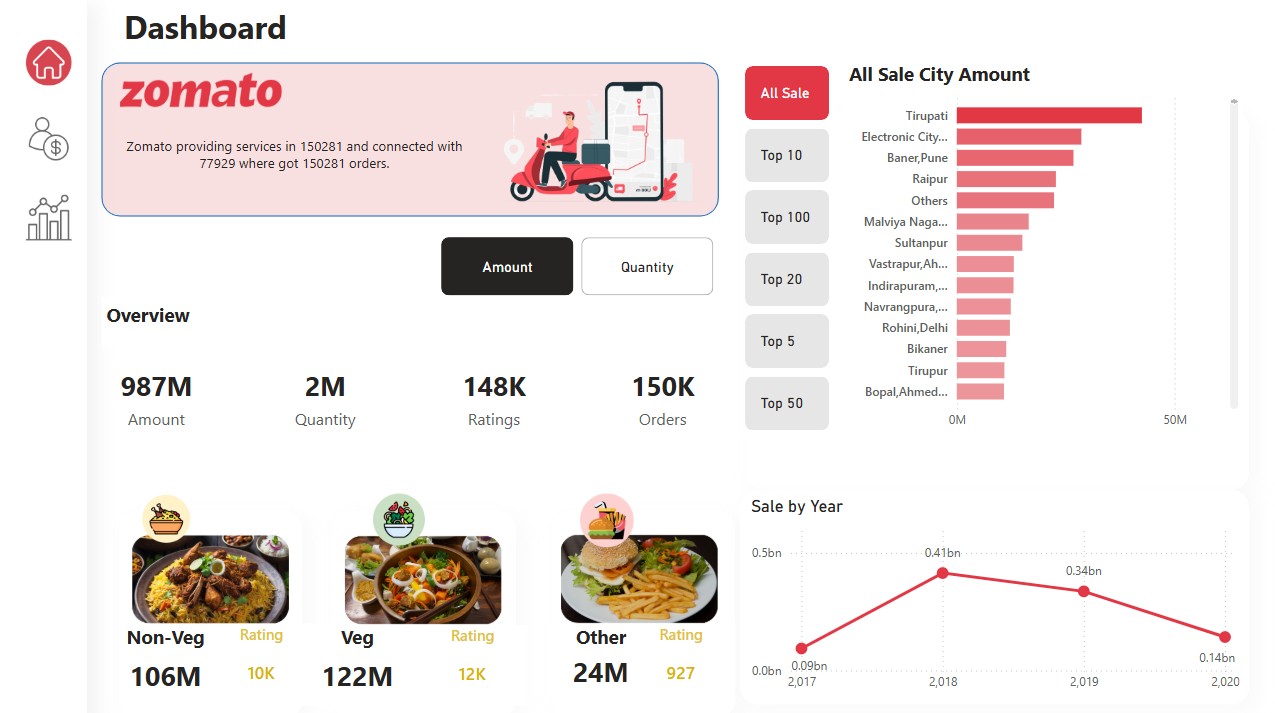 Dashboard
zomato
Zomato providing services in 150281 and connected with
77929 where got 150281 orders.
Amount
Quantity
Overview
987M
Amount
2M
Quantity
148K
Ratings
150K
Orders
Non-Veg
Rating
106M
10K
Veg
Rating
122M
12K
Other
Rating
24M
927
All Sale
Top 10
Top 100
Top 20
Top 5
Top 50
All Sale City Amount
Tirupati
Electronic City...
Baner,Pune
Raipur
Others
Malviya Naga...
Sultanpur
Vastrapur,Ah...
Indirapuram,...
Navrangpura,...
Rohini,Delhi
Bikaner
Tirupur
Bopal,Ahmed...
0M
50M
Sale by Year
0.5bn
0.41bn
0.34bn
0.14bn
0.09bn
0.0bn
2,017
2,018
2,019
2,020